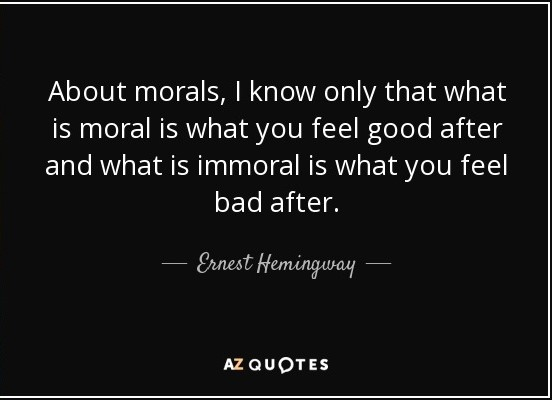 About morals, I know only that what
is moral is what you feel good after
and what is immoral is what you feel
bad after.
Ernest Hemingway
AZ QUOTES